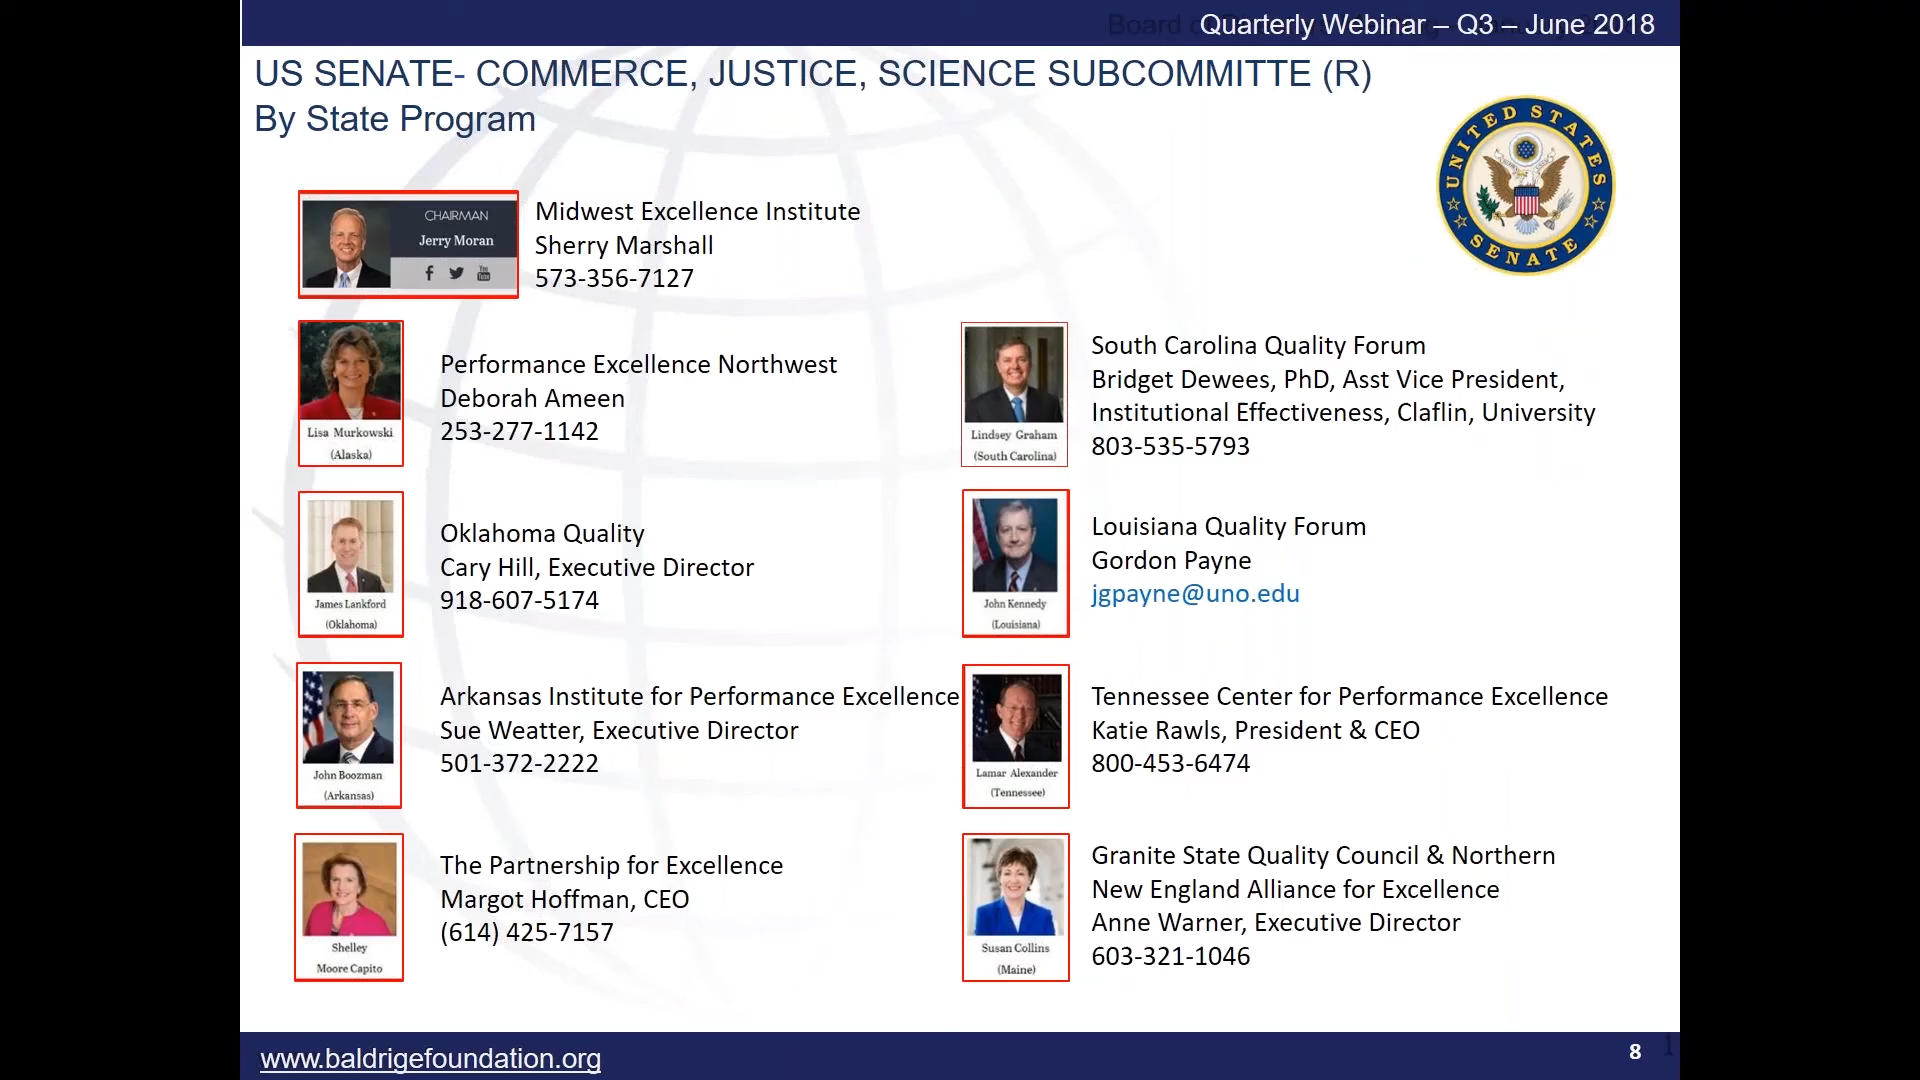 Quarterly Webinar – Q3 – June 2018
US SENATE- COMMERCE, JUSTICE, SCIENCE SUBCOMMITTE (R)
By State Program
UNITED STATES
SENATE
CHAIRMAN
Jerry Moran
You
Tube
Midwest Excellence Institute
Sherry Marshall
573-356-7127
Lisa Murkowski
(Alaska)
Performance Excellence Northwest
Deborah Ameen
253-277-1142
Lindsey Graham
(South Carolina)
South Carolina Quality Forum
Bridget Dewees, PhD, Asst Vice President,
Institutional Effectiveness, Claflin, University
803-535-5793
James Lankford
(Oklahoma)
Oklahoma Quality
Cary Hill, Executive Director
918-607-5174
John Kennedy
(Louisiana)
Louisiana Quality Forum
Gordon Payne
jgpayne@uno.edu
John Boozman
(Arkansas)
Arkansas Institute for Performance Excellence
Sue Weatter, Executive Director
501-372-2222
Lamar Alexander
(Tennessee)
Tennessee Center for Performance Excellence
Katie Rawls, President & CEO
800-453-6474
Shelley
Moore Capito
The Partnership for Excellence
Margot Hoffman, CEO
(614) 425-7157
Susan Collins
(Maine)
Granite State Quality Council & Northern
New England Alliance for Excellence
Anne Warner, Executive Director
603-321-1046
www.baldrigefoundation.org
8